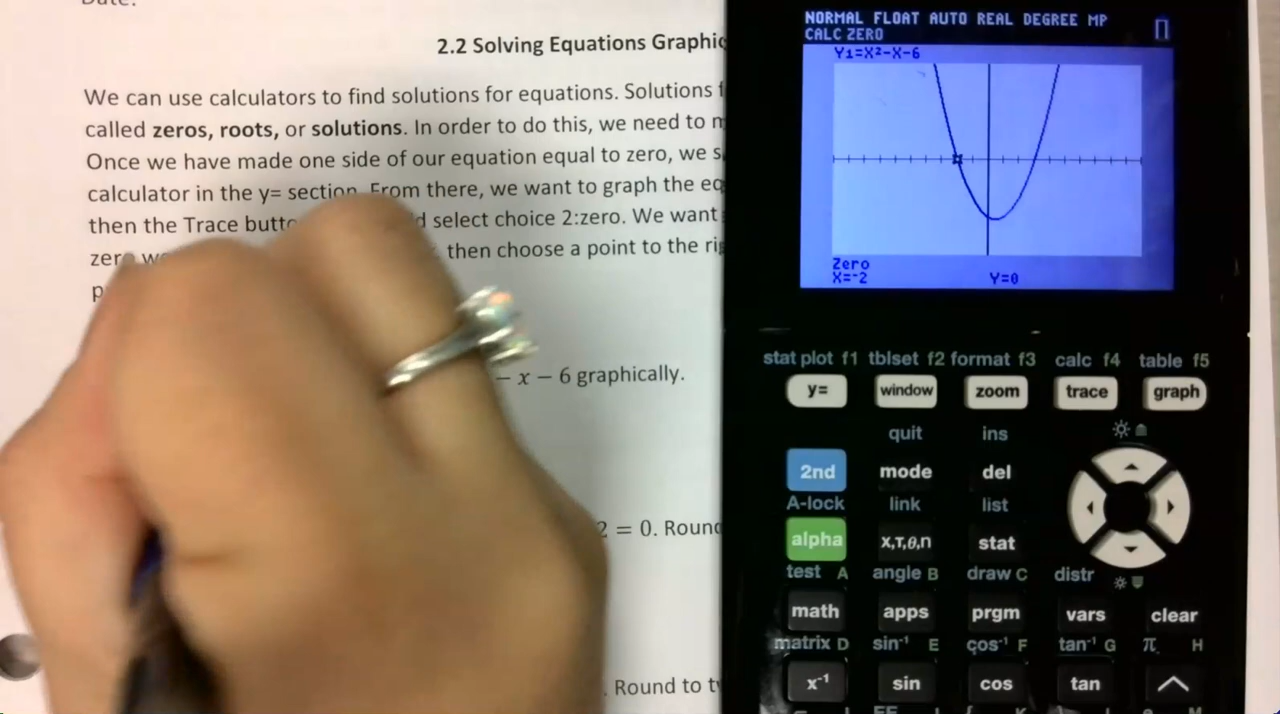 2.2 Solving Equations
We can use calculators to find solutions for equations. Solutions
called zeros, roots, or solutions. In order to do this, we need to
Once we have made one side of our equation equal to zero, we
calculator in the y= section. From there, we want to graph the
then the Trace select choice 2:zero. We want
then choose a point to the
− x − 6 graphically.
2 = 0. Round
. Round to
NORMAL FLOAT AUTO REAL DEGREE MP
CALC ZERO
Y1=X²-X-6
Zero
X=-2 Y=0
stat plot f1 tblset f2 format f3 calc f4 table f5
y= window zoom trace graph
quit ins
2nd mode del
A-lock link list
alpha X,T,θ,n stat
test A angle B draw C distr
math apps prgm vars clear
matrix D sin⁻¹ E cos⁻¹ F tan⁻¹ G π H
x⁻¹ sin cos tan ^